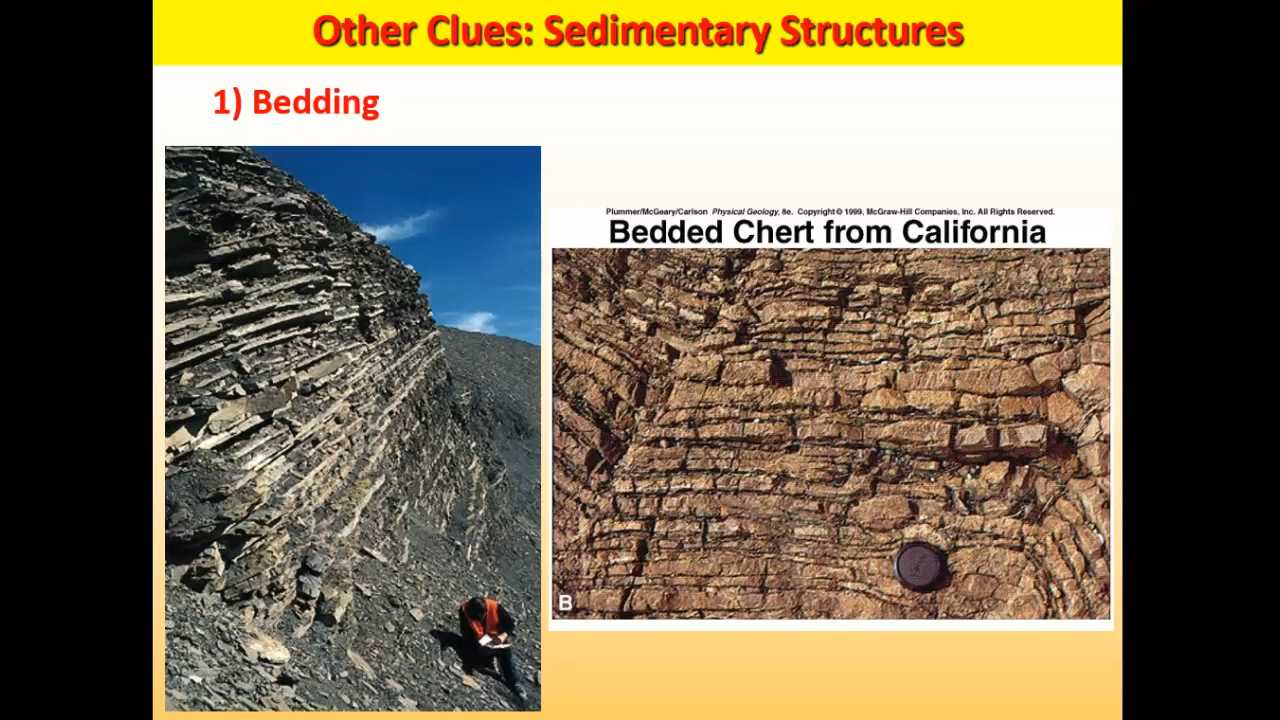 Other Clues: Sedimentary Structures
1) Bedding
Plummer/McGeary/Carlson Physical Geology, 8e. Copyright © 1999, McGraw-Hill Companies, Inc. All Rights Reserved.
Bedded Chert from California
B